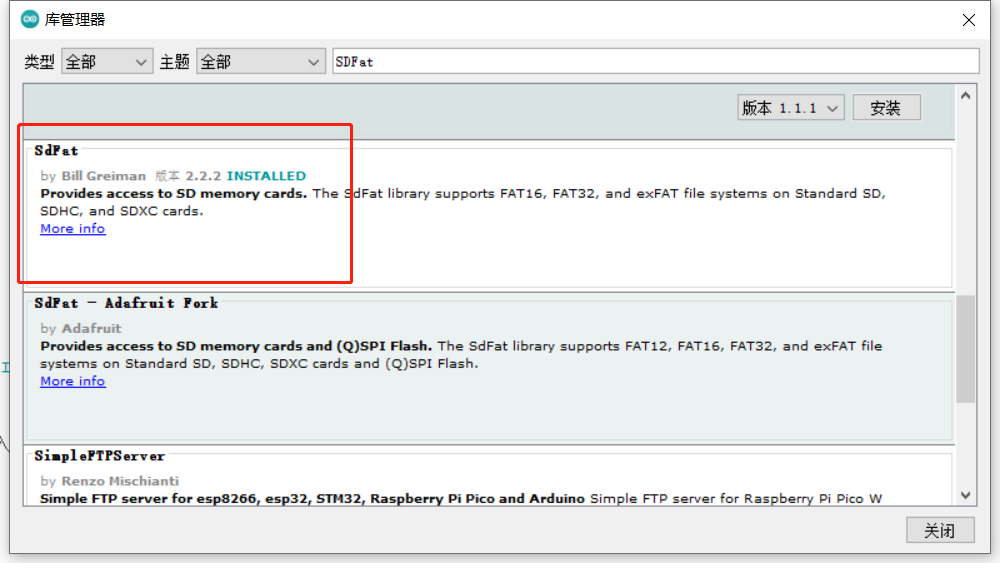 库管理器
类型 全部 主题 全部 SDFat
版本 1.1.1 安装
SdFat
by Bill Greiman 版本 2.2.2 INSTALLED
Provides access to SD memory cards. The SdFat library supports FAT16, FAT32, and exFAT file systems on Standard SD,
SDHC, and SDXC cards.
More info
SdFat - Adafruit Fork
by Adafruit
Provides access to SD memory cards and (Q)SPI Flash. The SdFat library supports FAT12, FAT16, FAT32, and exFAT file
systems on Standard SD, SDHC, SDXC cards and (Q)SPI Flash.
More info
SimpleFTPServer
by Renzo Mischianti
Simple FTP server for esp8266, esp32, STM32, Raspberry Pi Pico and Arduino Simple FTP server for Raspberry Pi Pico W
关闭